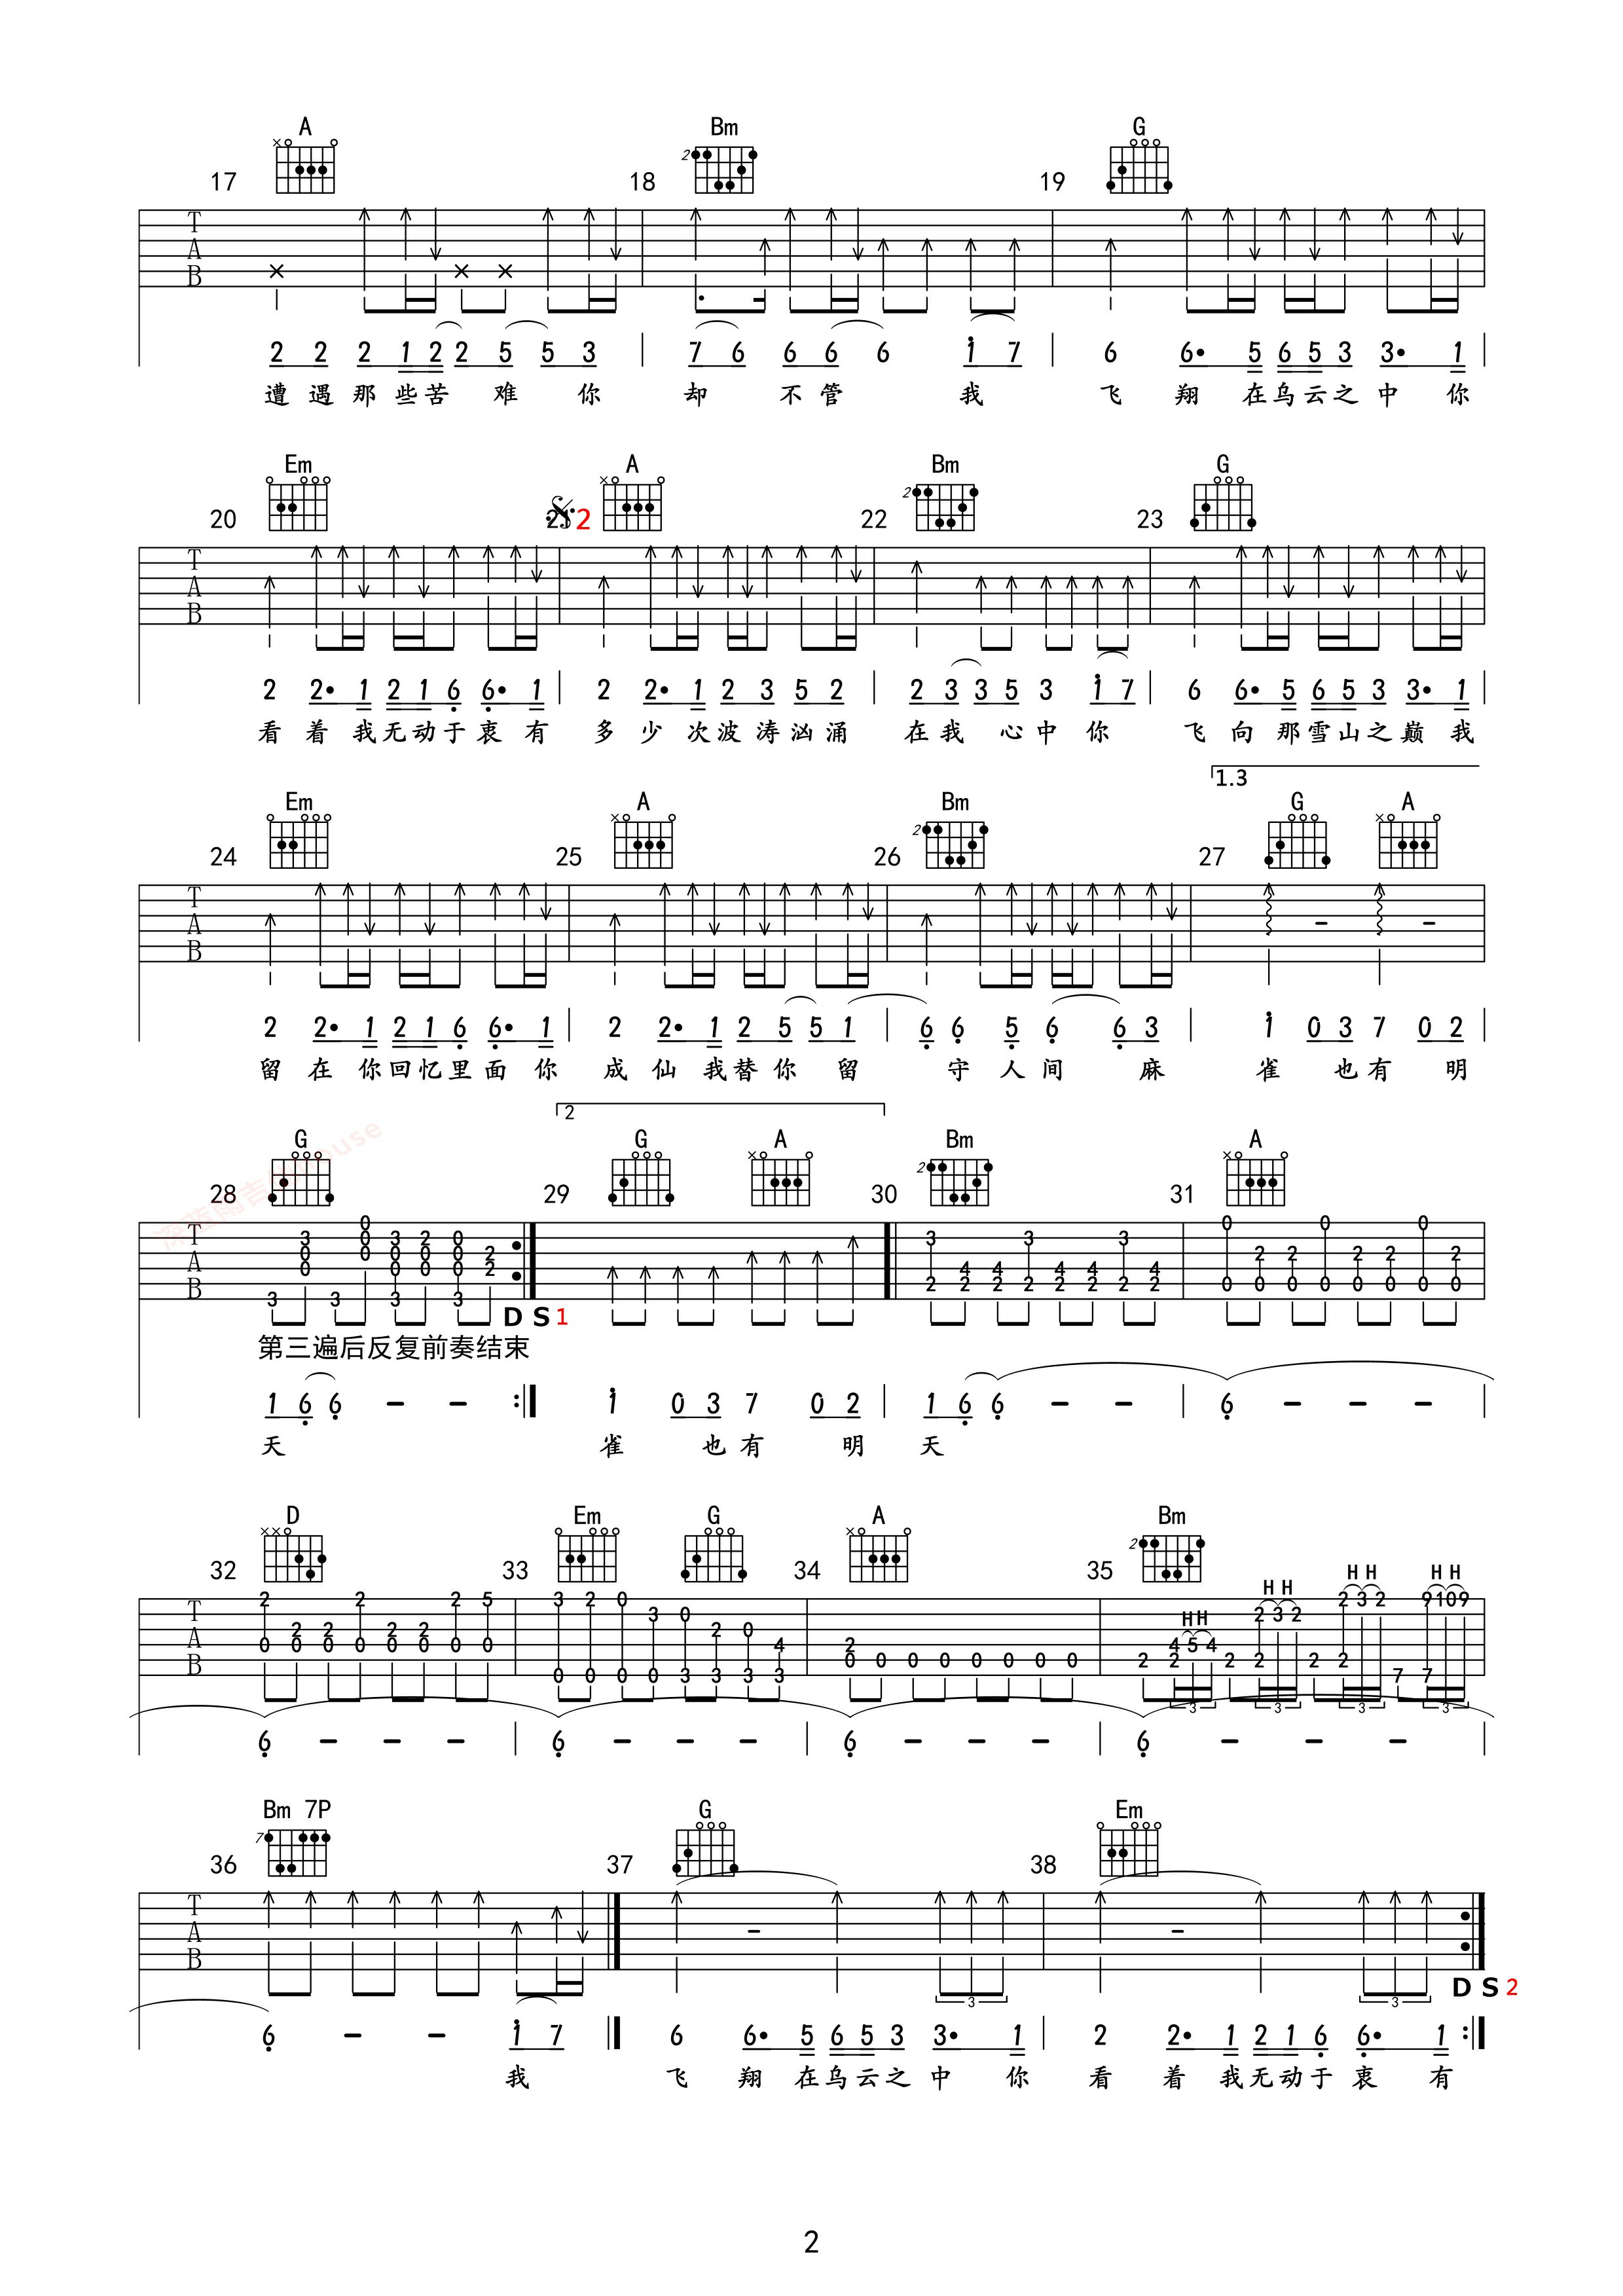 A Bm G
17 18 19
T
A
B
2 2 2 1 2 2 5 5 3 | 7 6 6 6 6 1 7 | 6 6• 5 6 5 3 3• 1 |
遭 遇 那 些 苦 难 你 却 不 管 我 飞 翔 在 乌 云 之 中 你
Em A Bm G
20 21 2 22 23
T
A
B
2 2• 1 2 1 6 6• 1 | 2 2• 1 2 3 5 2 | 2 3 3 5 3 1 7 | 6 6• 5 6 5 3 3• 1 |
看 着 我 无 动 于 衷 有 多 少 次 波 涛 汹 涌 在 我 心 中 你 飞 向 那 雪 山 之 巅 我
1.3
Em A Bm G A
24 25 26 27
T
A
B
2 2• 1 2 1 6 6• 1 | 2 2• 1 2 5 5 1 | 6 6 5 6 6 3 | 1 0 3 7 0 2 |
留 在 你 回 忆 里 面 你 成 仙 我 替 你 留 守 人 间 麻 雀 也 有 明
2
G G A Bm A
28 29 30 31
T
A
B
D S 1
第三遍后反复前奏结束
1 6 6 – – :| 1 0 3 7 0 2 | 1 6 6 – – | 6 – – – |
天 雀 也 有 明 天
D Em G A Bm
32 33 34 35
H H H H H H H H
T
A
B
3 3 3 3
6 – – – | 6 – – – | 6 – – – | 6 – – – |
Bm 7P G Em
36 37 38
T
A
B
3 3
D S 2
6 – – 1 7 | 6 6• 5 6 5 3 3• 1 | 2 2• 1 2 1 6 6• 1 :|
我 飞 翔 在 乌 云 之 中 你 看 着 我 无 动 于 衷 有
2